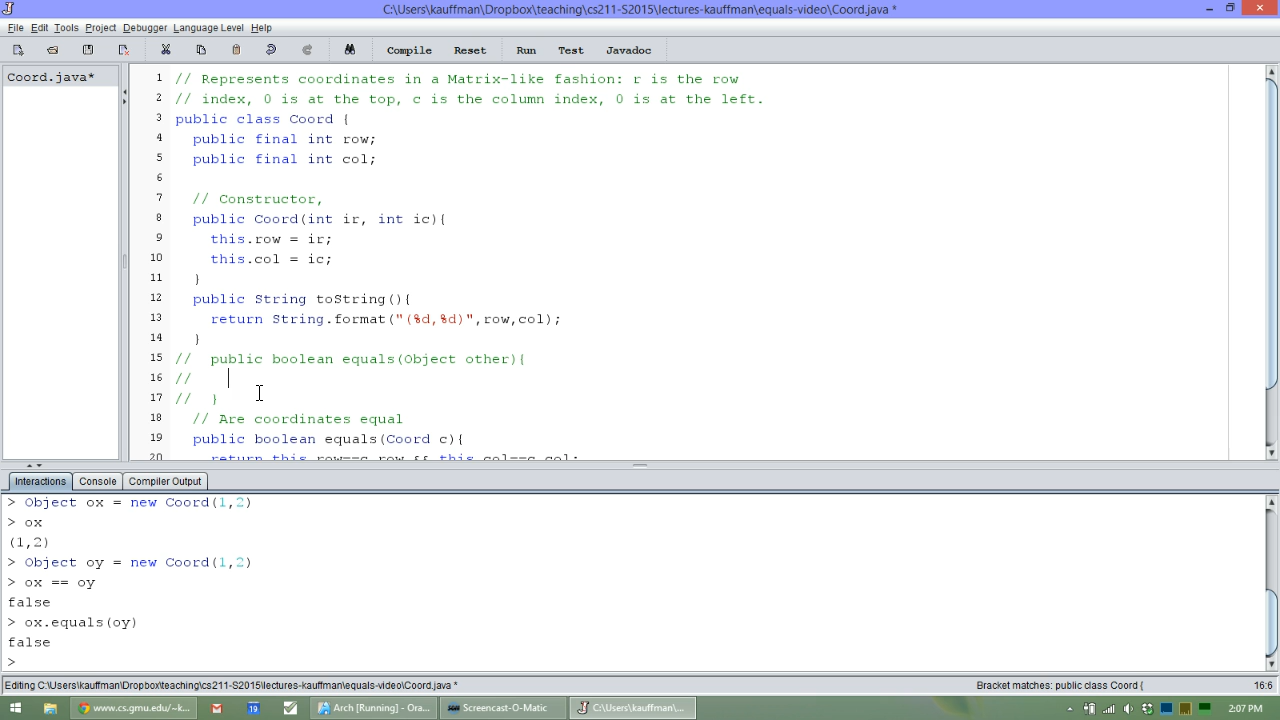 C:\Users\kauffman\Dropbox\teaching\cs211-S2015\lectures-kauffman\equals-video\Coord.java *
File Edit Tools Project Debugger Language Level Help
Compile Reset Run Test Javadoc
Coord.java*
1 // Represents coordinates in a Matrix-like fashion: r is the row
2 // index, 0 is at the top, c is the column index, 0 is at the left.
3 public class Coord {
4 public final int row;
5 public final int col;
6
7 // Constructor,
8 public Coord(int ir, int ic){
9 this.row = ir;
10 this.col = ic;
11 }
12 public String toString(){
13 return String.format("(%d,%d)",row,col);
14 }
15 // public boolean equals(Object other){
16 //
17 // }
18 // Are coordinates equal
19 public boolean equals(Coord c){
20 return this.row==c.row && this.col==c.col;
Interactions Console Compiler Output
> Object ox = new Coord(1,2)
> ox
(1,2)
> Object oy = new Coord(1,2)
> ox == oy
false
> ox.equals(oy)
false
>
Editing C:\Users\kauffman\Dropbox\teaching\cs211-S2015\lectures-kauffman\equals-video\Coord.java * Bracket matches: public class Coord { 16:6
www.cs.gmu.edu/~k... 19 Arch [Running] - Ora... Screencast-O-Matic C:\Users\kauffman\... 2:07 PM